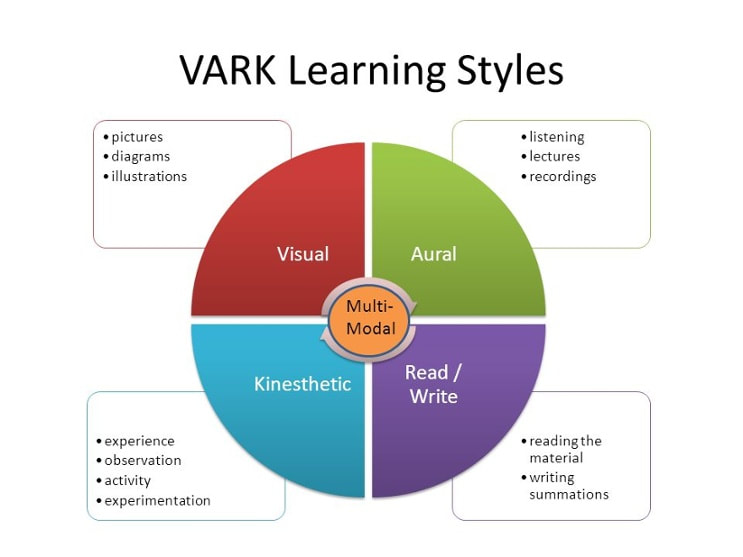 VARK Learning Styles
• pictures
• diagrams
• illustrations
• listening
• lectures
• recordings
Visual
Aural
Multi-
Modal
Kinesthetic
Read /
Write
• experience
• observation
• activity
• experimentation
• reading the
material
• writing
summations